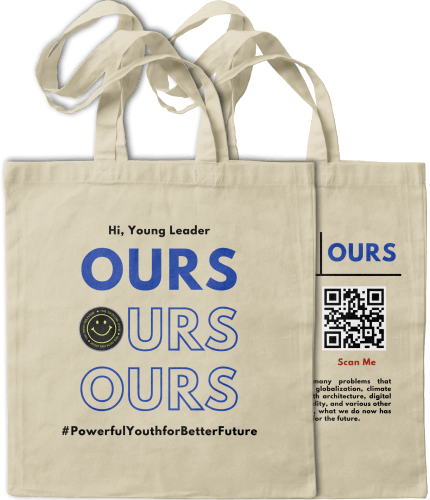 Hi, Young Leader
OURS
OURS
OURS
#PowerfulYouthforBetterFuture
OURS
Scan Me
many problems that
globalization, climate
architecture, digital
and various other
what we do now has
for the future.